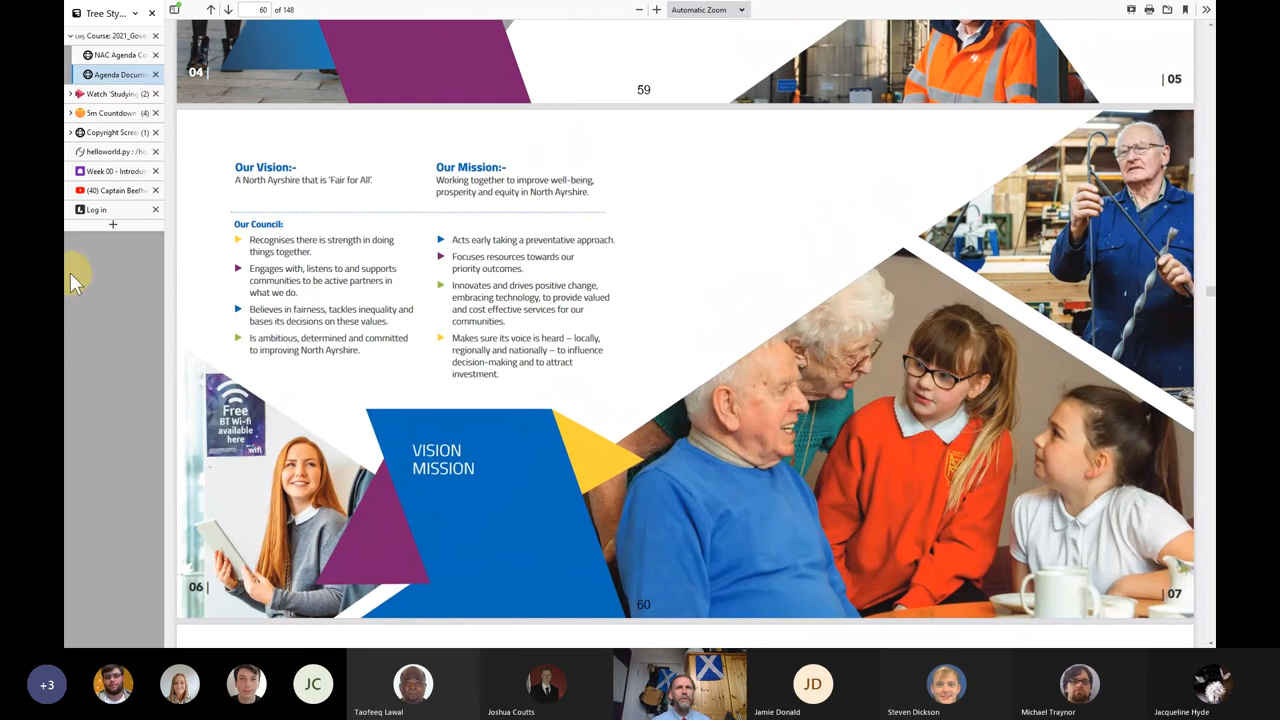 Tree Sty...
60 of 148
Automatic Zoom
Course: 2021_Gove
NAC Agenda Co
Agenda Docum
Watch 'Studying (2)
5m Countdown (4)
Copyright Scree (1)
helloworld.py : /ho
Week 00 - Introdu
(40) Captain Beefhe
Log in
04 |
59
| 05
Our Vision:-
A North Ayrshire that is 'Fair for All'.
Our Mission:-
Working together to improve well-being,
prosperity and equity in North Ayrshire.
Our Council:
Recognises there is strength in doing
things together.
Engages with, listens to and supports
communities to be active partners in
what we do.
Believes in fairness, tackles inequality and
bases its decisions on these values.
Is ambitious, determined and committed
to improving North Ayrshire.
Acts early taking a preventative approach.
Focuses resources towards our
priority outcomes.
Innovates and drives positive change,
embracing technology, to provide valued
and cost effective services for our
communities.
Makes sure its voice is heard – locally,
regionally and nationally – to influence
decision-making and to attract
investment.
Free
BT Wi-fi
available
here
wifi
VISION
MISSION
06 |
60
| 07
+3
JC
Taofeeq Lawal
Joshua Coutts
JD
Jamie Donald
Steven Dickson
Michael Traynor
Jacqueline Hyde